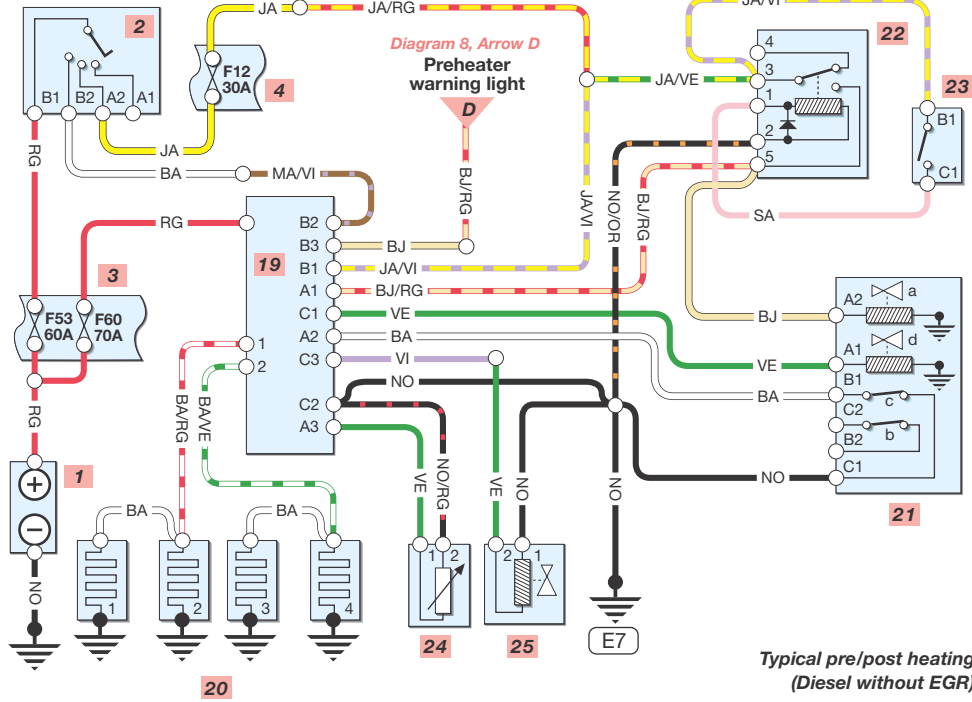 JA
JA/RG
JA/VI
2
B1
B2
A2
A1
F12
30A
4
Diagram 8, Arrow D
Preheater
warning light
D
JA/VE
22
4
3
1
2
5
23
B1
C1
RG
JA
BA
MA/VI
BJ/RG
JA/VI
NO/OR
BJ/RG
SA
RG
19
B2
B3
B1
A1
C1
A2
C3
C2
A3
1
2
BJ
JA/VI
BJ/RG
VE
BA
VI
NO
3
F53
60A
F60
70A
BJ
VE
BA
NO
A2
A1
B1
C2
B2
C1
a
d
c
b
21
RG
BA/RG
BA/VE
VE
NO/RG
VE
NO
NO
1
+
−
NO
BA
BA
1
2
3
4
20
1
2
24
2
1
25
E7
Typical pre/post heating
(Diesel without EGR)